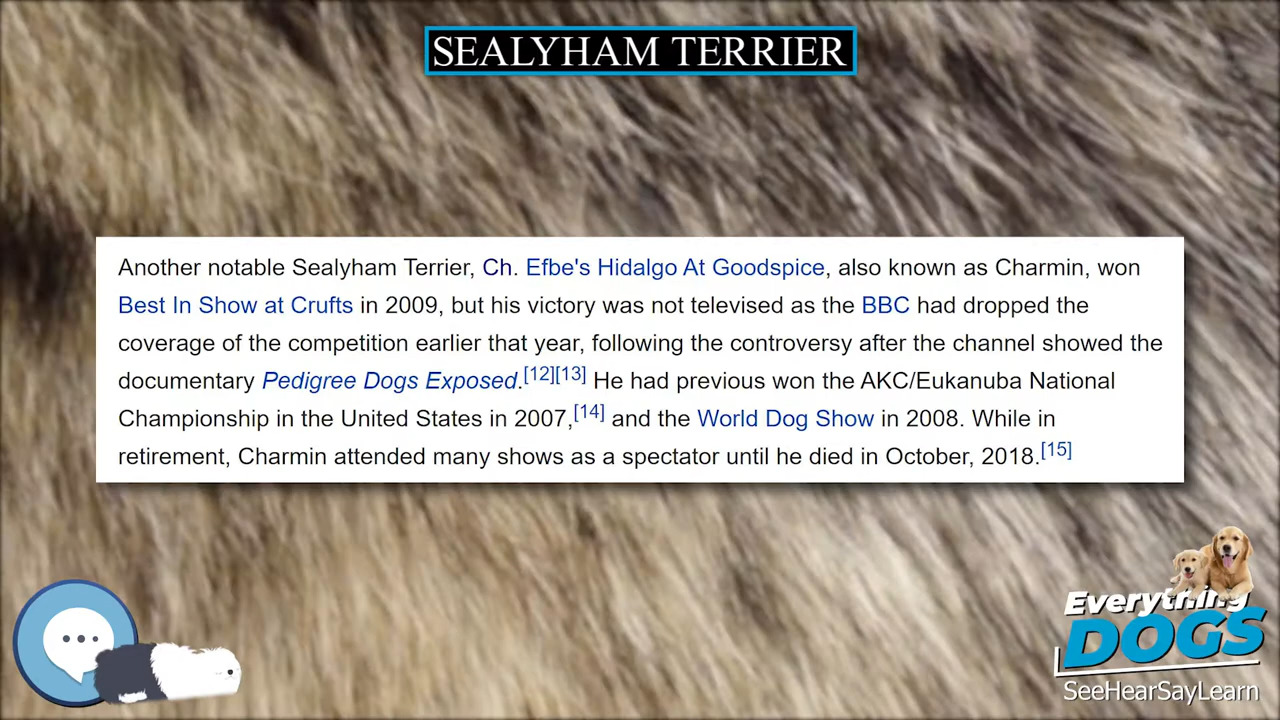 SEALYHAM TERRIER
Another notable Sealyham Terrier, Ch. Efbe's Hidalgo At Goodspice, also known as Charmin, won
Best In Show at Crufts in 2009, but his victory was not televised as the BBC had dropped the
coverage of the competition earlier that year, following the controversy after the channel showed the
documentary Pedigree Dogs Exposed.[12][13] He had previous won the AKC/Eukanuba National
Championship in the United States in 2007,[14] and the World Dog Show in 2008. While in
retirement, Charmin attended many shows as a spectator until he died in October, 2018.[15]
Everything
DOGS
SeeHearSayLearn